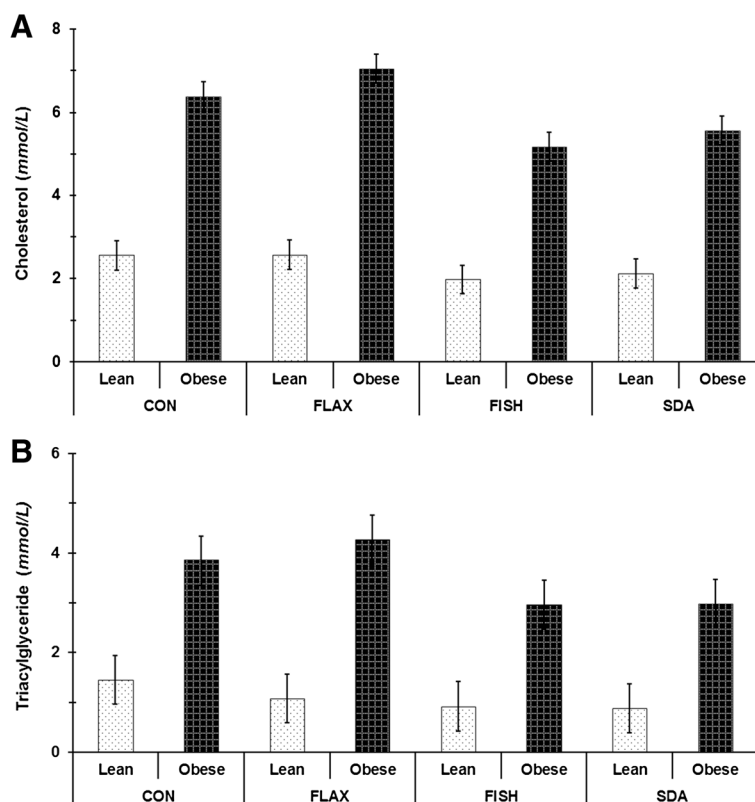 A
Cholesterol (mmol/L)
8
6
4
2
0
Lean Obese Lean Obese Lean Obese Lean Obese
CON FLAX FISH SDA
B
Triacylglyceride (mmol/L)
6
4
2
0
Lean Obese Lean Obese Lean Obese Lean Obese
CON FLAX FISH SDA